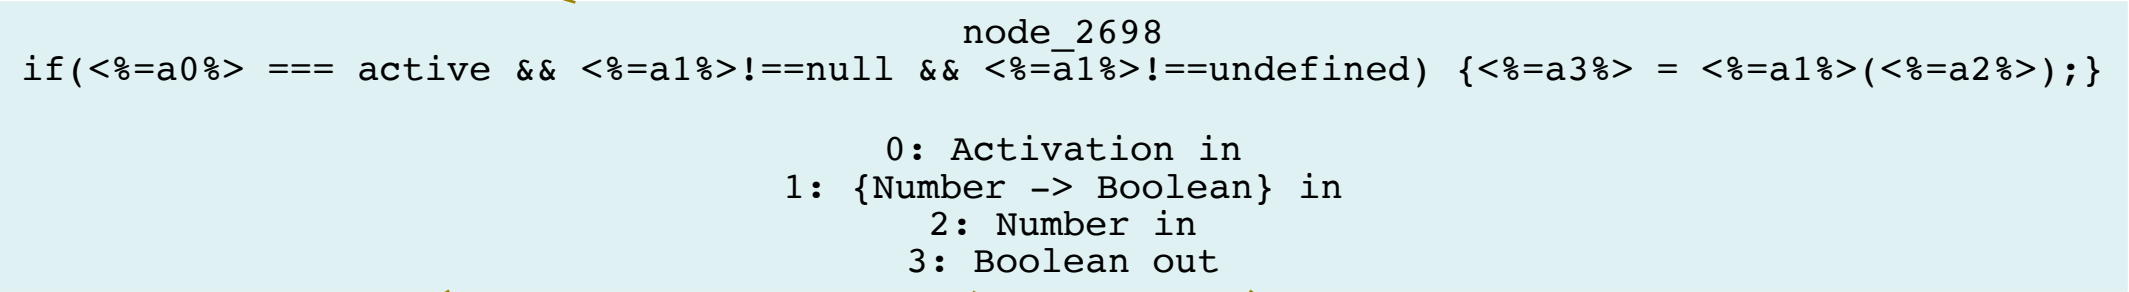 node_2698
if(<%=a0%> === active && <%=a1%>!==null && <%=a1%>!==undefined) {<%=a3%> = <%=a1%>(<%=a2%>);}
0: Activation in
1: {Number -> Boolean} in
2: Number in
3: Boolean out